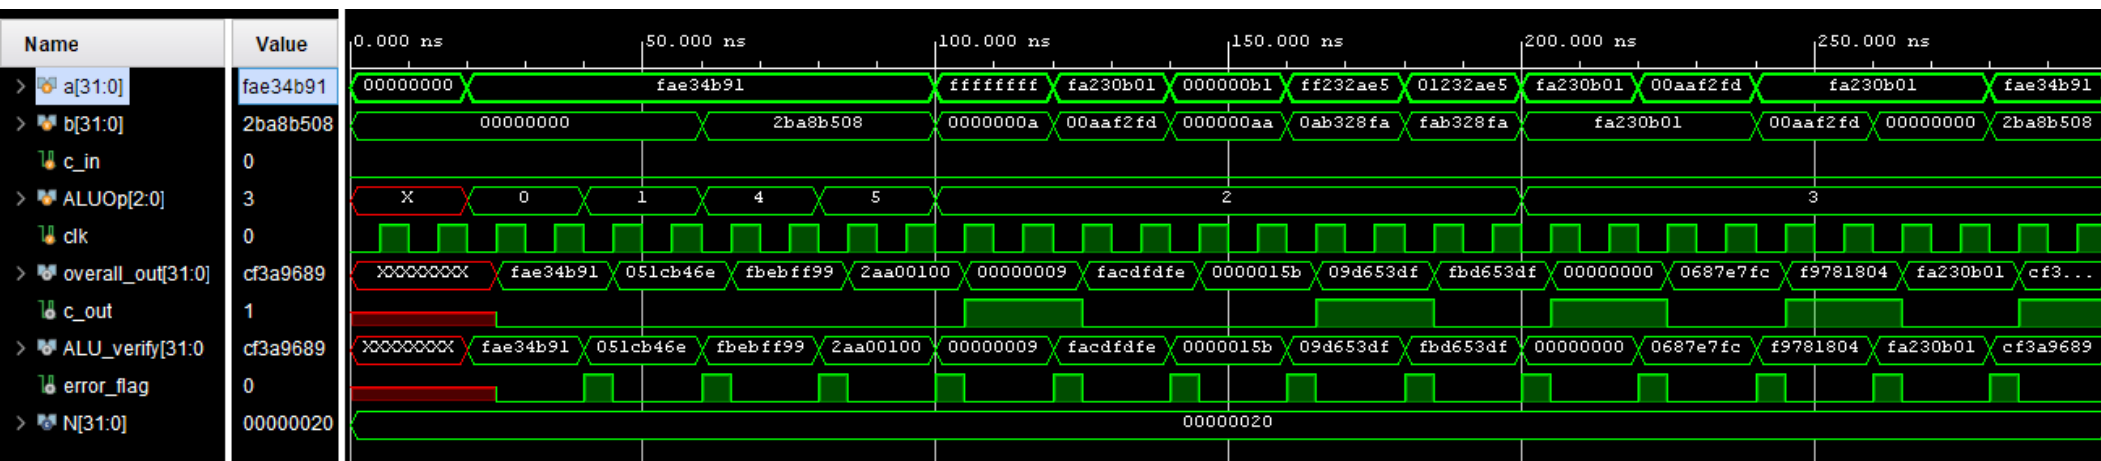 Name Value 0.000 ns 50.000 ns 100.000 ns 150.000 ns 200.000 ns 250.000 ns
> a[31:0] fae34b91 00000000 fae34b91 ffffffff fa230b01 000000b1 ff232ae5 01232ae5 fa230b01 00aaf2fd fa230b01 fae34b91
> b[31:0] 2ba8b508 00000000 2ba8b508 0000000a 00aaf2fd 000000aa 0ab328fa fab328fa fa230b01 00aaf2fd 00000000 2ba8b508
c_in 0
> ALUOp[2:0] 3 X 0 1 4 5 2 3
clk 0
> overall_out[31:0] cf3a9689 XXXXXXXX fae34b91 051cb46e fbebff99 2aa00100 00000009 facdfdfe 0000015b 09d653df fbd653df 00000000 0687e7fc f9781804 fa230b01 cf3...
c_out 1
> ALU_verify[31:0 cf3a9689 XXXXXXXX fae34b91 051cb46e fbebff99 2aa00100 00000009 facdfdfe 0000015b 09d653df fbd653df 00000000 0687e7fc f9781804 fa230b01 cf3a9689
error_flag 0
> N[31:0] 00000020 00000020